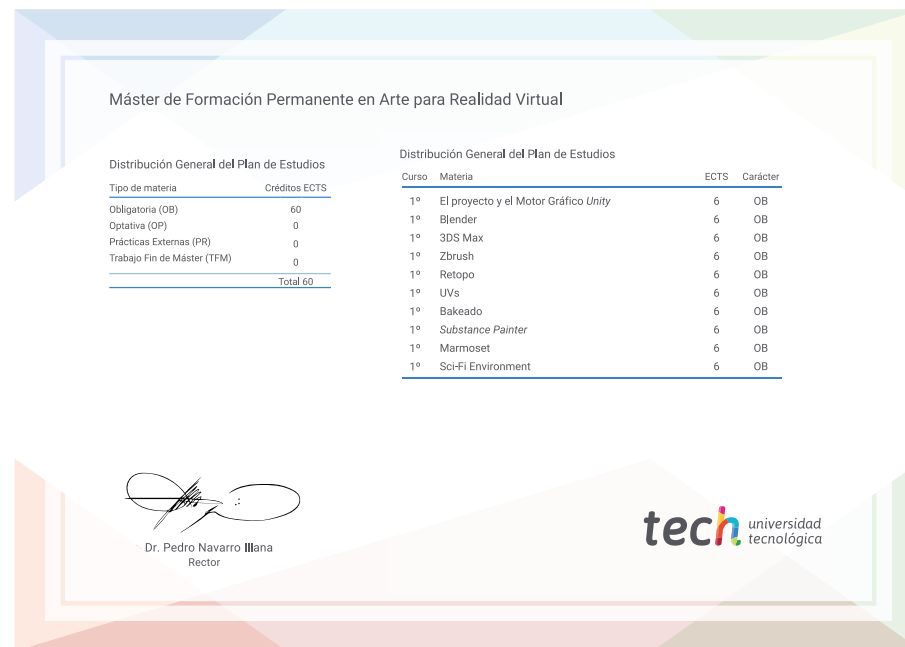 Máster de Formación Permanente en Arte para Realidad Virtual
Distribución General del Plan de Estudios
Tipo de materia Créditos ECTS
Obligatoria (OB) 60
Optativa (OP) 0
Prácticas Externas (PR) 0
Trabajo Fin de Máster (TFM) 0
Total 60
Distribución General del Plan de Estudios
Curso Materia ECTS Carácter
1º El proyecto y el Motor Gráfico Unity 6 OB
1º Blender 6 OB
1º 3DS Max 6 OB
1º Zbrush 6 OB
1º Retopo 6 OB
1º UVs 6 OB
1º Bakeado 6 OB
1º Substance Painter 6 OB
1º Marmoset 6 OB
1º Sci-Fi Environment 6 OB
Dr. Pedro Navarro Illana
Rector
tech universidad
tecnológica